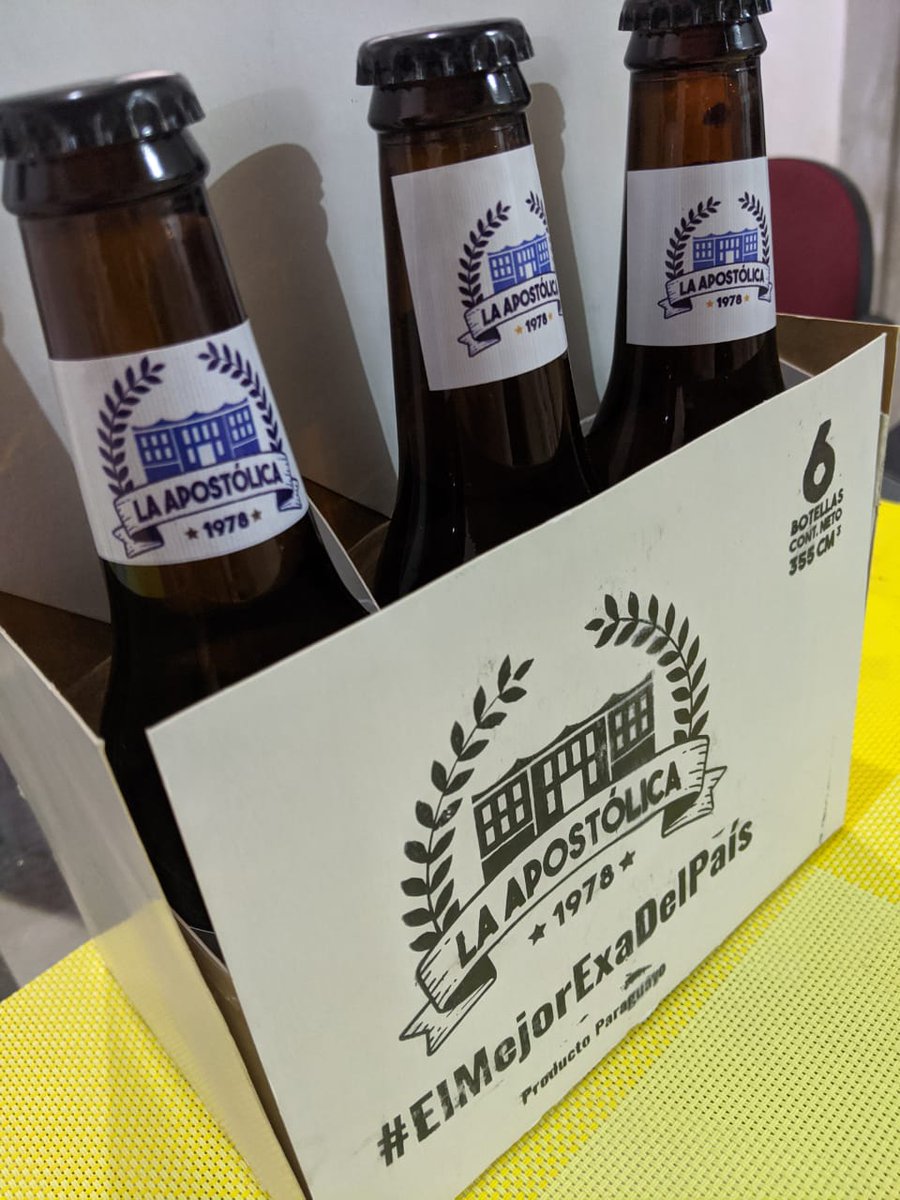 LA APOSTÓLICA
1978
LA APOSTÓLICA
1978
LA APOSTÓLICA
1978
6
BOTELLAS
CONT. NETO
355 CM³
LA APOSTÓLICA
1978
#ElMejorExaDelPaís
Producto Paraguayo